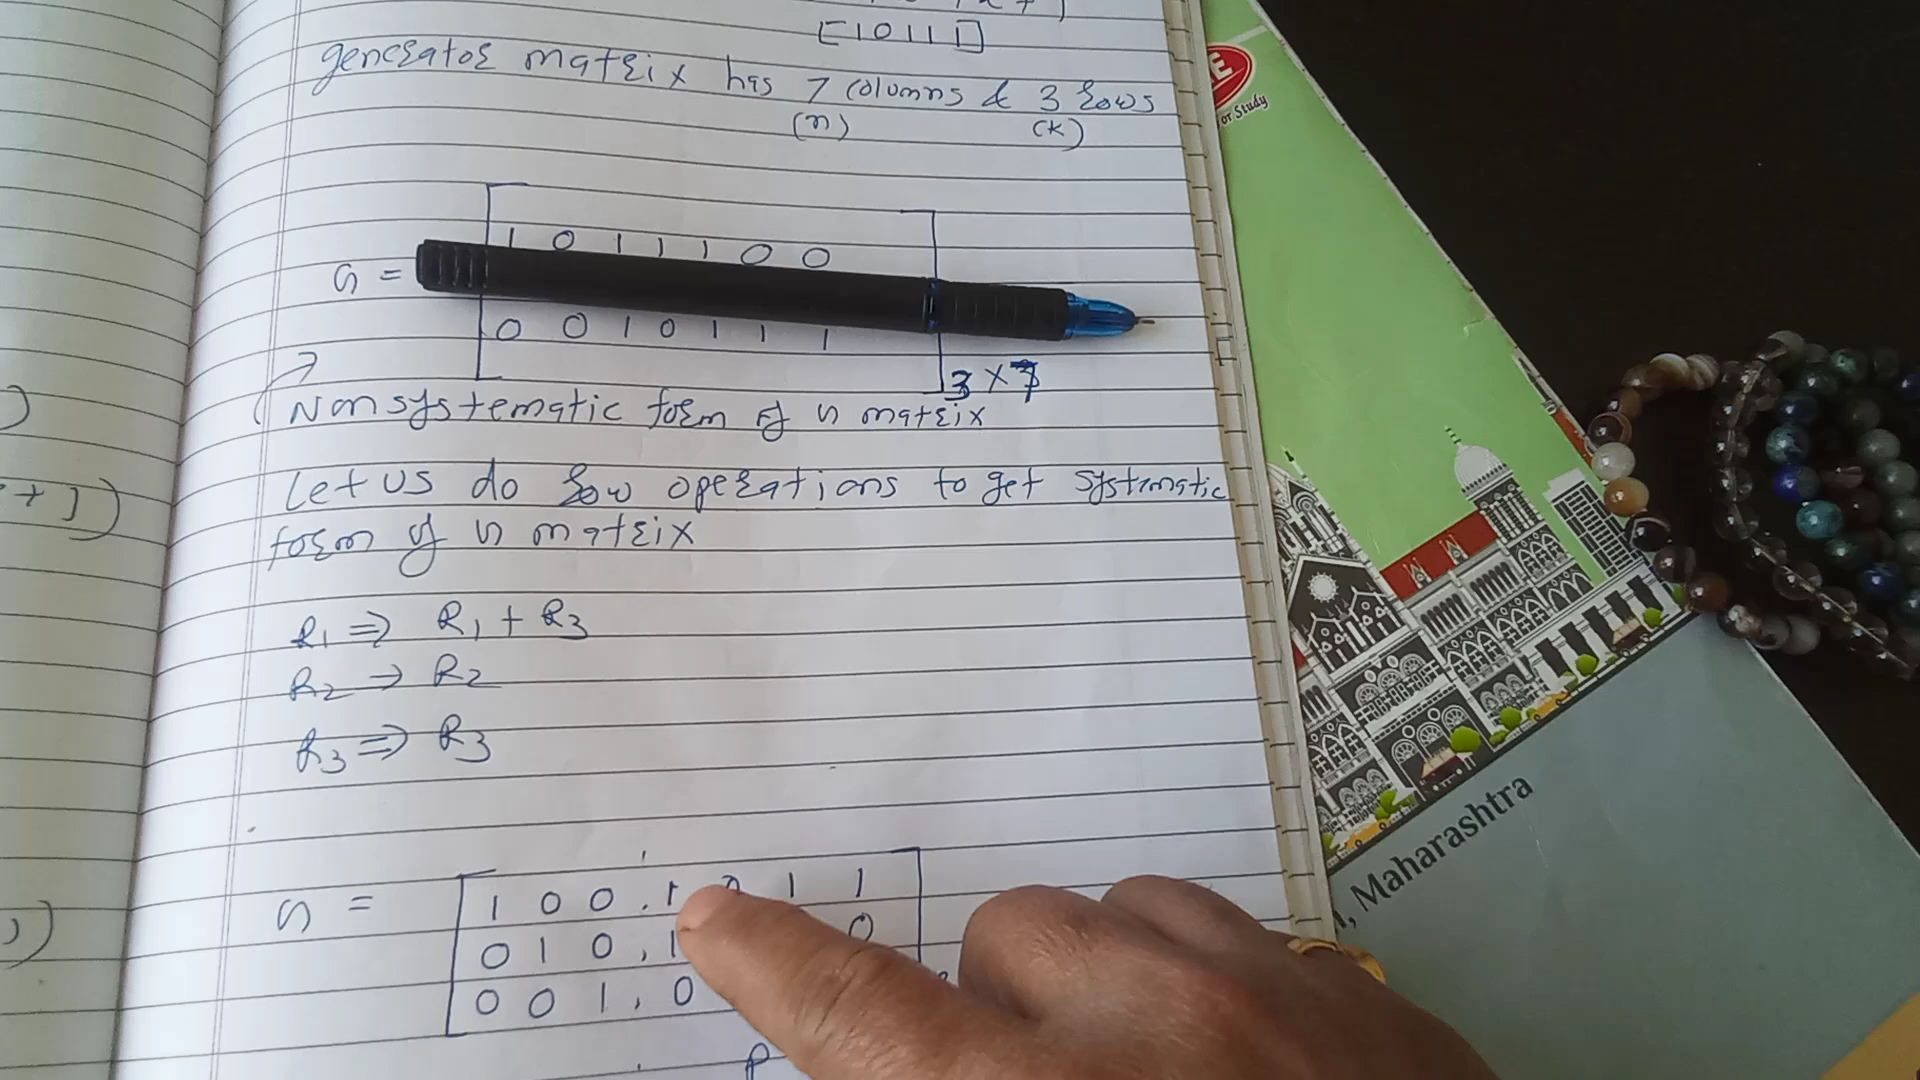 [10111]
generator matrix has 7 columns & 3 rows
(n) (k)
1 0 1 1 1 0 0
G =
0 0 1 0 1 1 1
3 x 7
Nonsystematic form of G matrix
Let us do row operations to get systematic
form of G matrix
R1 ⇒ R1 + R3
R2 → R2
R3 ⇒ R3
G = 1 0 0 . 1 0 1 1
0 1 0 , 1 0
0 0 1 , 0
P
+ 1)
E
or Study
, Maharashtra